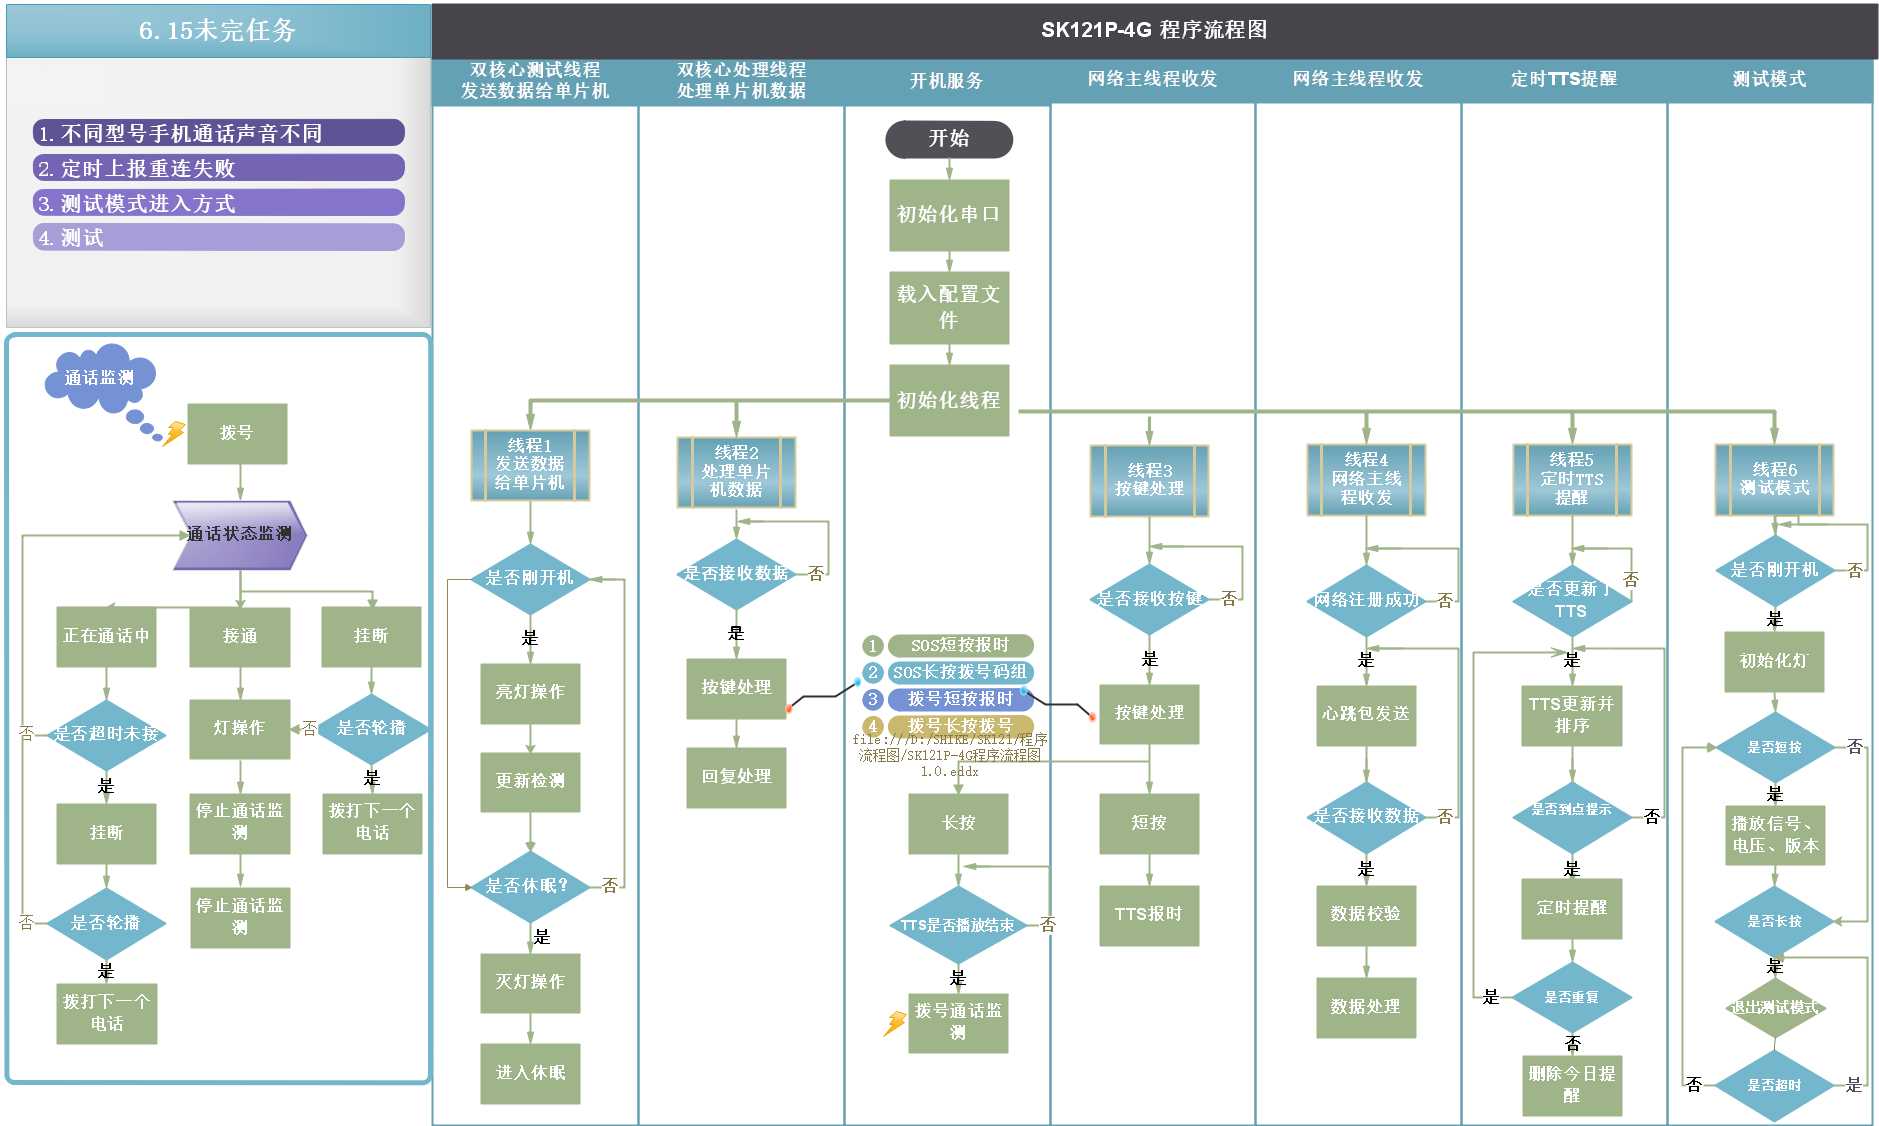 6.15未完任务
SK121P-4G 程序流程图
双核心测试线程
发送数据给单片机
双核心处理线程
处理单片机数据
开机服务
网络主线程收发
网络主线程收发
定时TTS提醒
测试模式
1. 不同型号手机通话声音不同
2. 定时上报重连失败
3. 测试模式进入方式
4. 测试
通话监测
拨号
通话状态监测
正在通话中
接通
挂断
是否超时未接
否
灯操作
否
是否轮播
是
是
挂断
停止通话监
测
拨打下一个
电话
是否轮播
否
停止通话监
测
是
拨打下一个
电话
开始
初始化串口
载入配置文
件
初始化线程
线程1
发送数据
给单片机
是否刚开机
是
亮灯操作
更新检测
是否休眠?
否
是
灭灯操作
进入休眠
线程2
处理单片
机数据
是否接收数据
否
是
按键处理
回复处理
1 SOS短按报时
2 SOS长按拨号码组
3 拨号短按报时
4 拨号长按拨号
file:///D:/SHIKE/SK121/程序
流程图/SK121P-4G程序流程图
1.0.eddx
线程3
按键处理
是否接收按键
否
是
按键处理
长按
短按
TTS是否播放结束
否
TTS报时
是
拨号通话监
测
线程4
网络主线
程收发
网络注册成功
否
是
心跳包发送
是否接收数据
否
是
数据校验
数据处理
线程5
定时TTS
提醒
是否更新了
TTS
否
是
TTS更新并
排序
是否到点提示
否
是
定时提醒
是否重复
是
否
删除今日提
醒
线程6
测试模式
是否刚开机
否
是
初始化灯
是否短按
否
是
播放信号、
电压、版本
是否长按
是
退出测试模式
是否超时
否
是